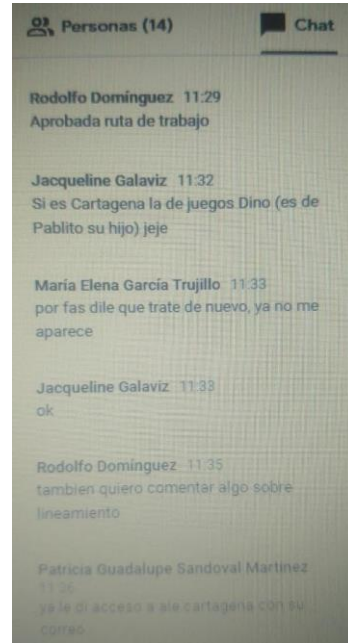 Personas (14)
Chat
Rodolfo Domínguez 11:29
Aprobada ruta de trabajo
Jacqueline Galaviz 11:32
Si es Cartagena la de juegos Dino (es de
Pablito su hijo) jeje
María Elena García Trujillo 11:33
por fas dile que trate de nuevo, ya no me
aparece
Jacqueline Galaviz 11:33
ok
Rodolfo Domínguez 11:35
tambien quiero comentar algo sobre
lineamiento
Patricia Guadalupe Sandoval Martínez
ya le di acceso a ale cartagena con su
correo